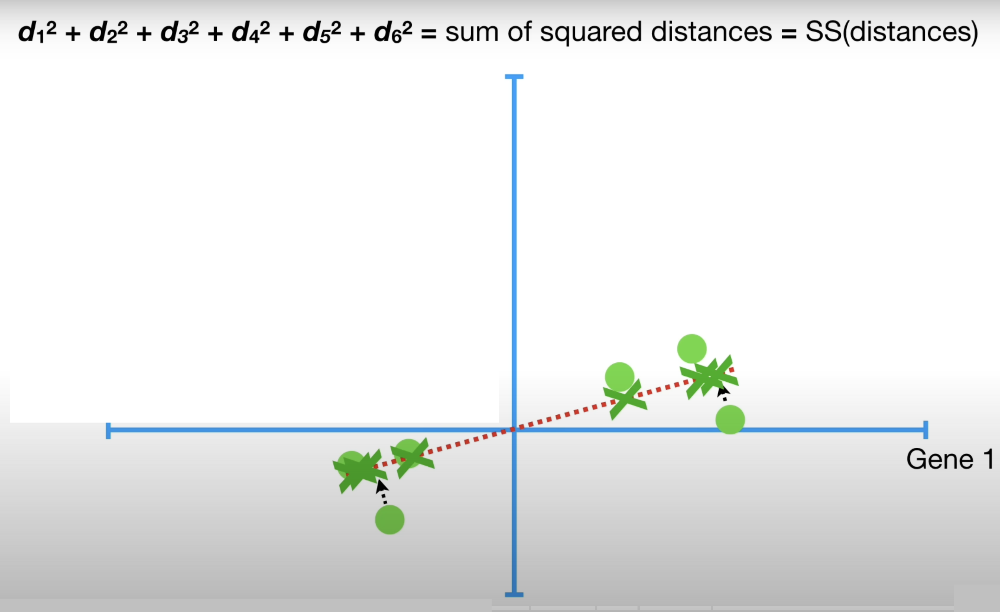 d₁² + d₂² + d₃² + d₄² + d₅² + d₆² = sum of squared distances = SS(distances)
Gene 1